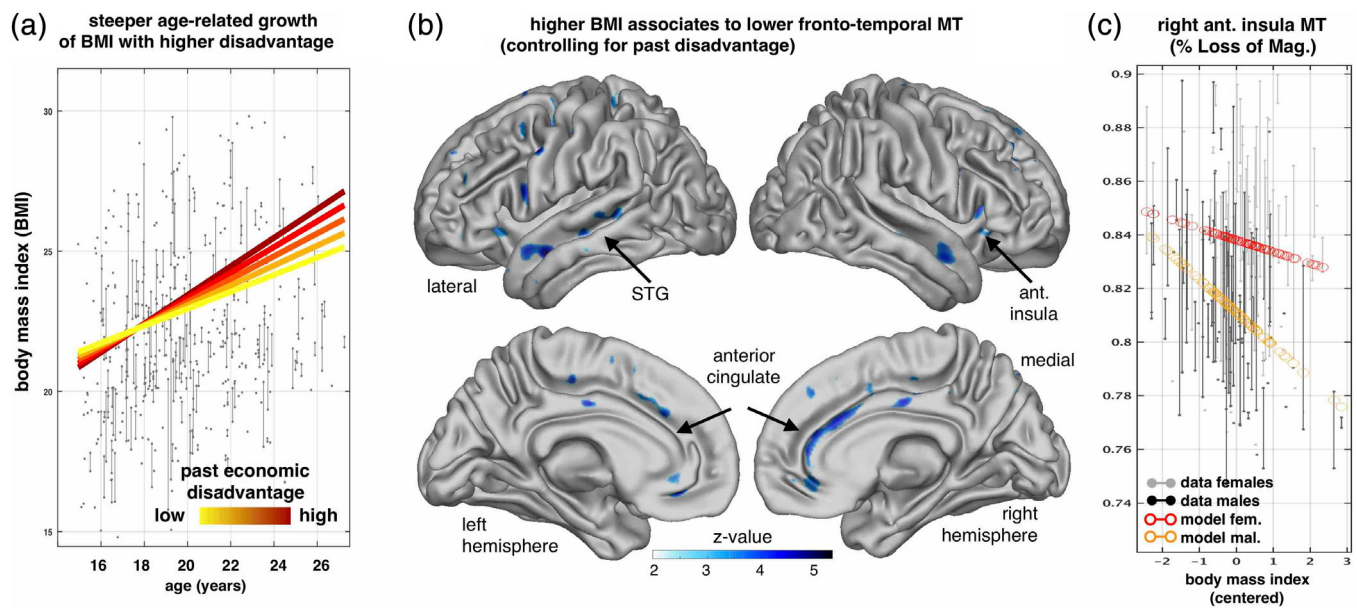 (a)
steeper age-related growth
of BMI with higher disadvantage
30
25
20
15
body mass index (BMI)
past economic
disadvantage
low
high
16 18 20 22 24 26
age (years)
(b)
higher BMI associates to lower fronto-temporal MT
(controlling for past disadvantage)
lateral
STG
ant.
insula
anterior
cingulate
medial
left
hemisphere
right
hemisphere
z-value
2 3 4 5
(c)
right ant. insula MT
(% Loss of Mag.)
0.9
0.88
0.86
0.84
0.82
0.8
0.78
0.76
0.74
data females
data males
model fem.
model mal.
−2 −1 0 1 2 3
body mass index
(centered)